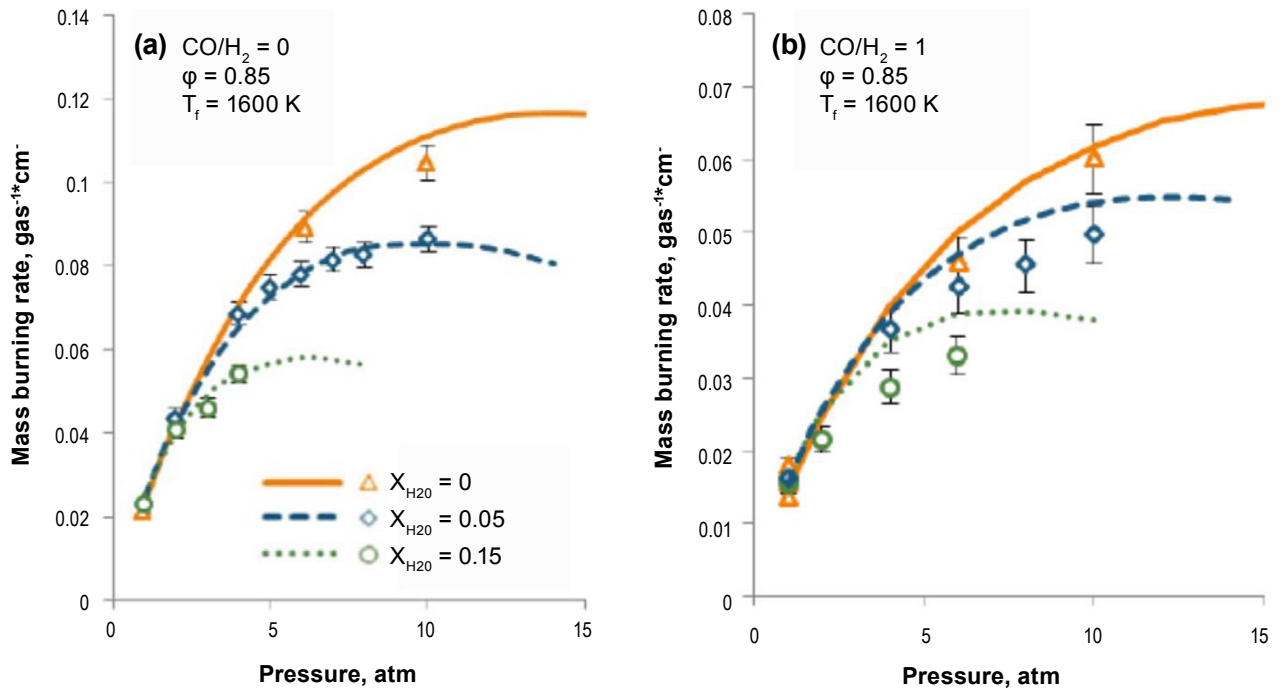 (a) CO/H2 = 0
φ = 0.85
Tf = 1600 K
0.14
0.12
0.1
0.08
0.06
0.04
0.02
0
Mass burning rate, gas-1*cm-
XH20 = 0
XH20 = 0.05
XH20 = 0.15
0 5 10 15
Pressure, atm
(b) CO/H2 = 1
φ = 0.85
Tf = 1600 K
0.08
0.07
0.06
0.05
0.04
0.03
0.02
0.01
0
Mass burning rate, gas-1*cm-
0 5 10 15
Pressure, atm